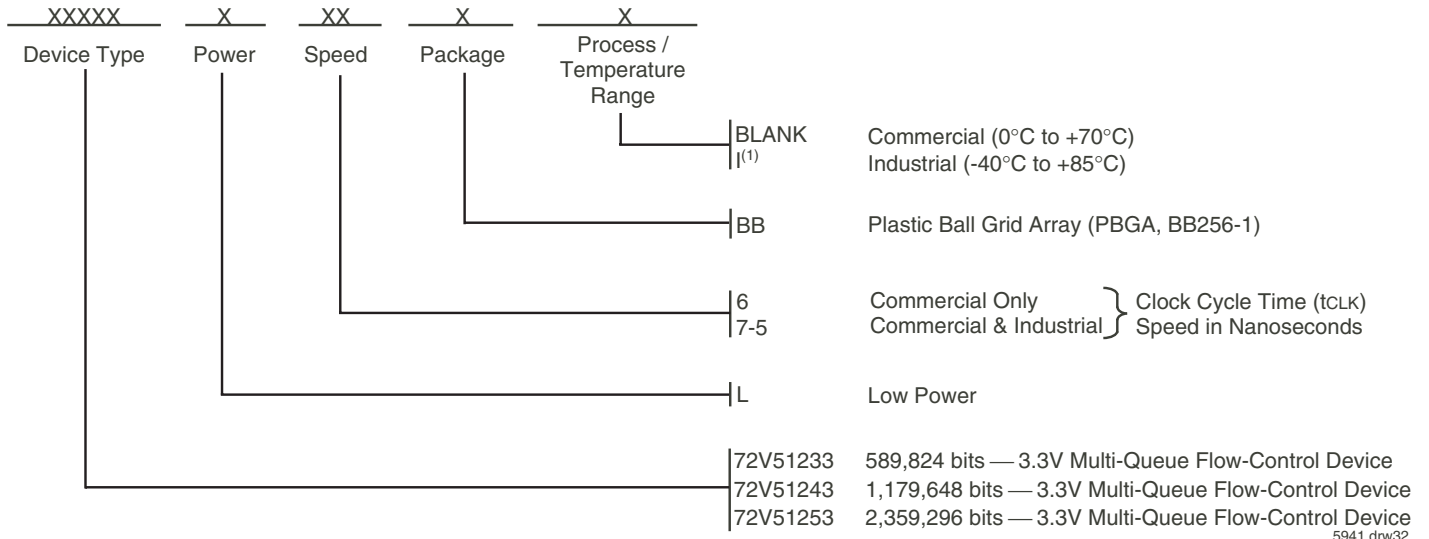 XXXXX X XX X X
Device Type Power Speed Package Process /
Temperature
Range
BLANK Commercial (0°C to +70°C)
I(1) Industrial (-40°C to +85°C)
BB Plastic Ball Grid Array (PBGA, BB256-1)
6 Commercial Only Clock Cycle Time (tCLK)
7-5 Commercial & Industrial Speed in Nanoseconds
L Low Power
72V51233 589,824 bits — 3.3V Multi-Queue Flow-Control Device
72V51243 1,179,648 bits — 3.3V Multi-Queue Flow-Control Device
72V51253 2,359,296 bits — 3.3V Multi-Queue Flow-Control Device
5941 drw32